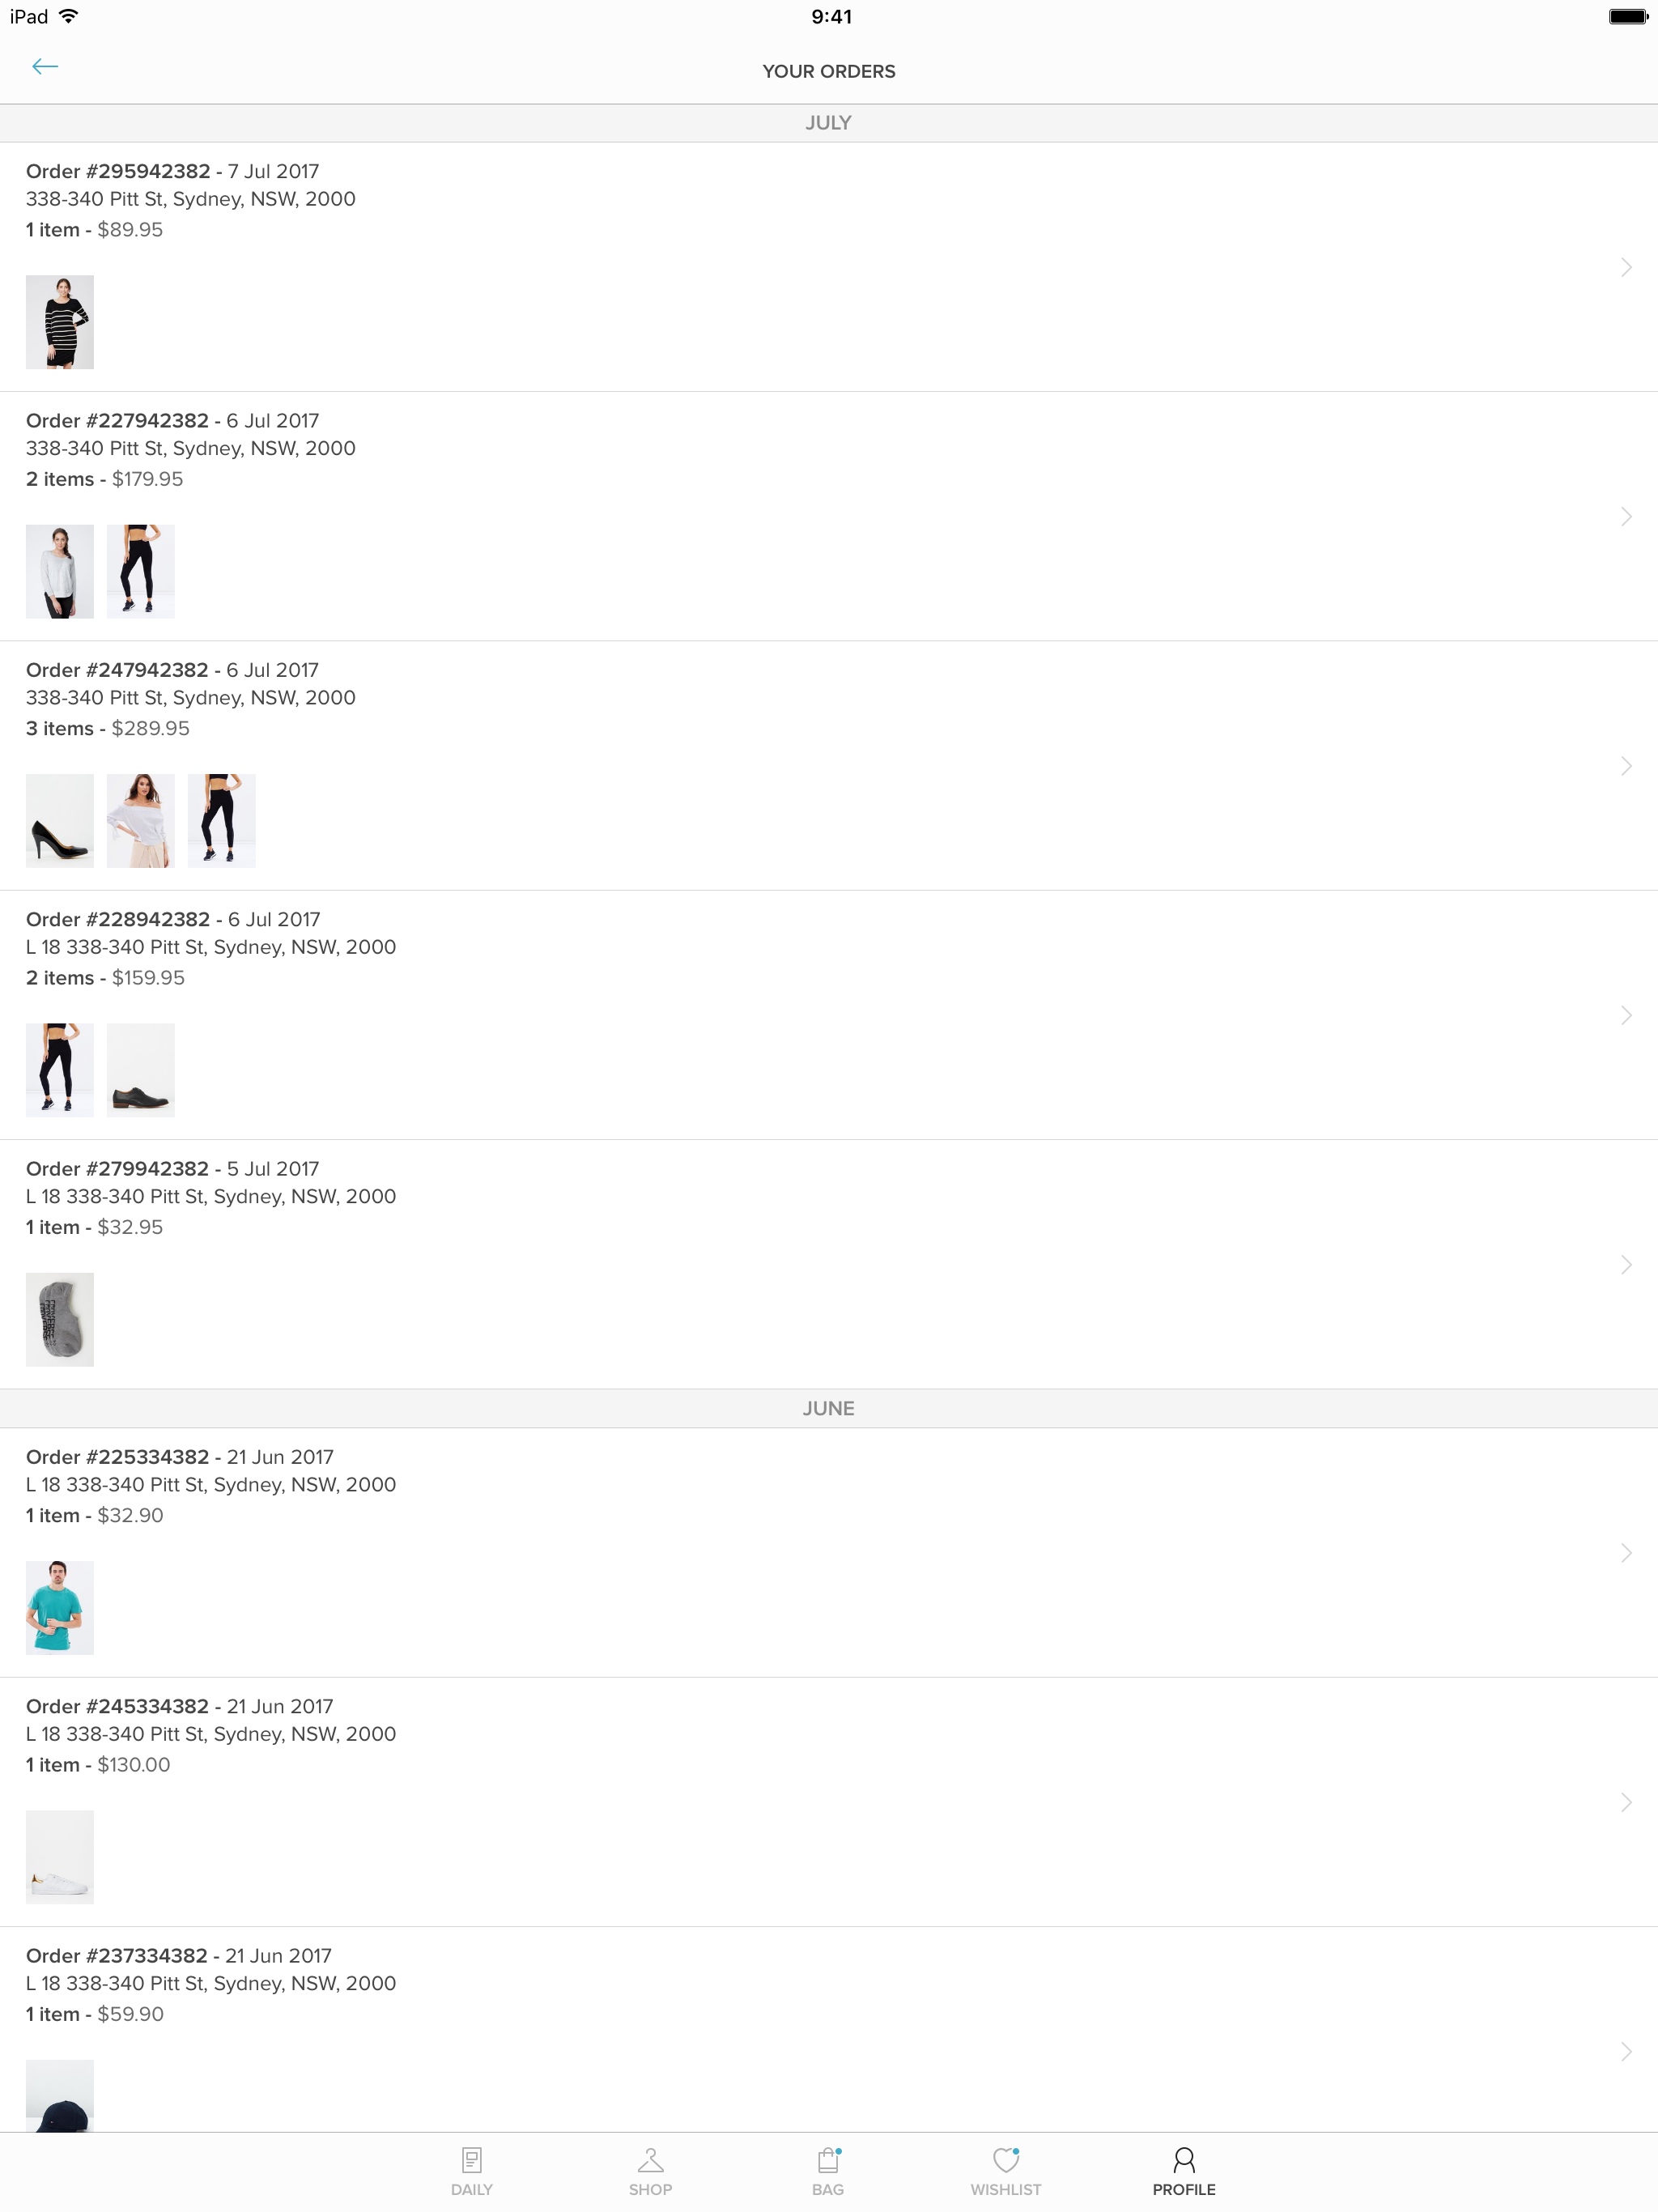 iPad 9:41
YOUR ORDERS
JULY
Order #295942382 - 7 Jul 2017
338-340 Pitt St, Sydney, NSW, 2000
1 item - $89.95
Order #227942382 - 6 Jul 2017
338-340 Pitt St, Sydney, NSW, 2000
2 items - $179.95
Order #247942382 - 6 Jul 2017
338-340 Pitt St, Sydney, NSW, 2000
3 items - $289.95
Order #228942382 - 6 Jul 2017
L 18 338-340 Pitt St, Sydney, NSW, 2000
2 items - $159.95
Order #279942382 - 5 Jul 2017
L 18 338-340 Pitt St, Sydney, NSW, 2000
1 item - $32.95
JUNE
Order #225334382 - 21 Jun 2017
L 18 338-340 Pitt St, Sydney, NSW, 2000
1 item - $32.90
Order #245334382 - 21 Jun 2017
L 18 338-340 Pitt St, Sydney, NSW, 2000
1 item - $130.00
Order #237334382 - 21 Jun 2017
L 18 338-340 Pitt St, Sydney, NSW, 2000
1 item - $59.90
DAILY SHOP BAG WISHLIST PROFILE